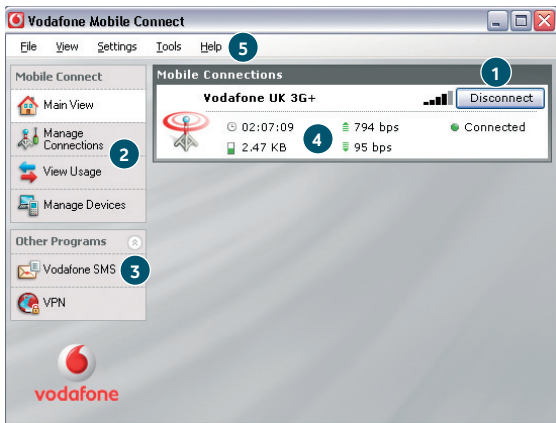 Vodafone Mobile Connect
File View Settings Tools Help 5
Mobile Connect
Main View
Manage
Connections
2
View Usage
Manage Devices
Other Programs
Vodafone SMS 3
VPN
vodafone
Mobile Connections
1
Vodafone UK 3G+ Disconnect
02:07:09 794 bps Connected
4
2.47 KB 95 bps